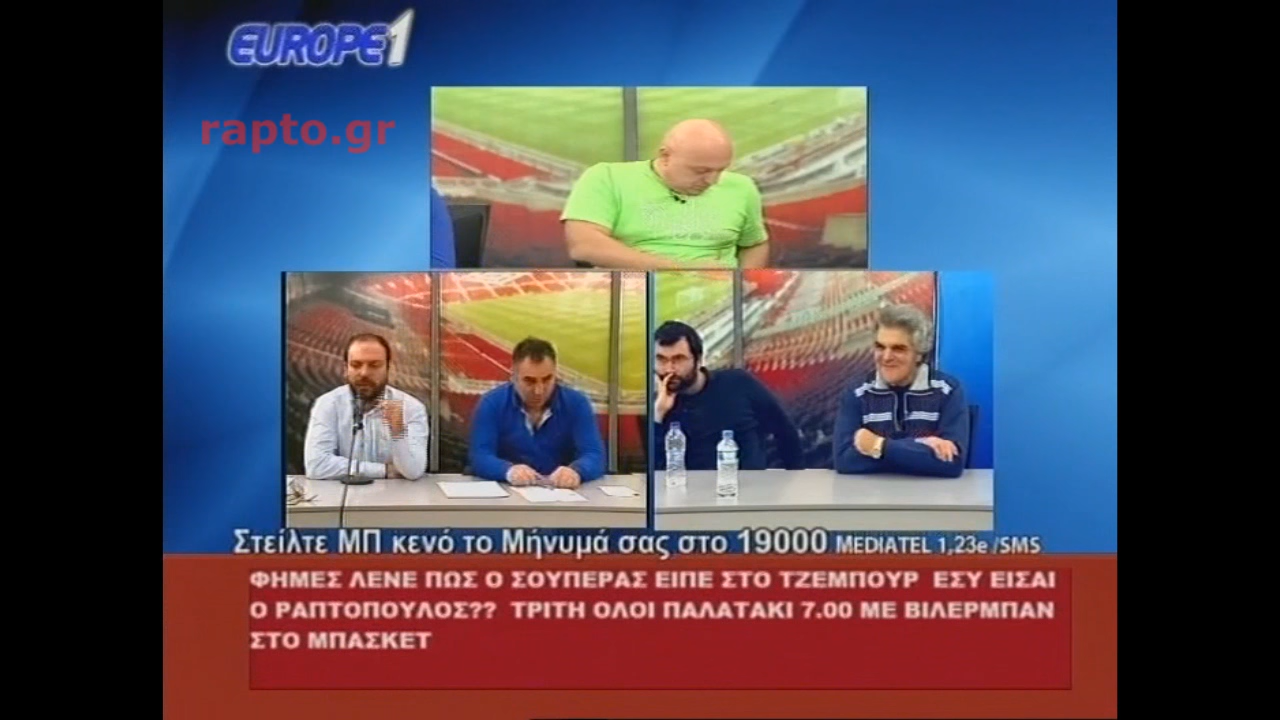 EUROPE1
rapto.gr
Στείλτε ΜΠ κενό το Μήνυμά σας στο 19000 MEDIATEL 1,23e /SMS
ΦΗΜΕΣ ΛΕΝΕ ΠΩΣ Ο ΣΟΥΠΕΡΑΣ ΕΙΠΕ ΣΤΟ ΤΖΕΜΠΟΥΡ ΕΣΥ ΕΙΣΑΙ
Ο ΡΑΠΤΟΠΟΥΛΟΣ?? ΤΡΙΤΗ ΟΛΟΙ ΠΑΛΑΤΑΚΙ 7.00 ΜΕ ΒΙΛΕΡΜΠΑΝ
ΣΤΟ ΜΠΑΣΚΕΤ